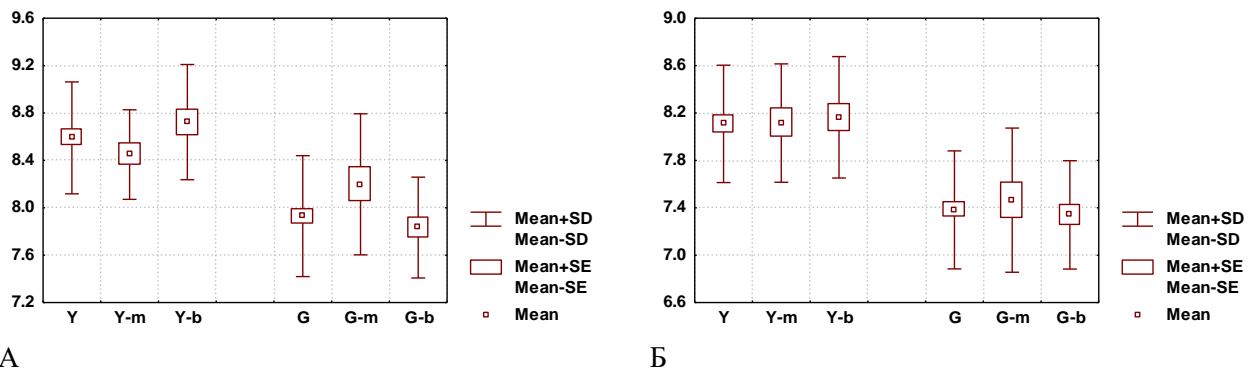 9.6
9.2
8.8
8.4
8.0
7.6
7.2
Y Y-m Y-b G G-m G-b
Mean+SD
Mean-SD
Mean+SE
Mean-SE
Mean
А
9.0
8.6
8.2
7.8
7.4
7.0
6.6
Y Y-m Y-b G G-m G-b
Mean+SD
Mean-SD
Mean+SE
Mean-SE
Mean
Б